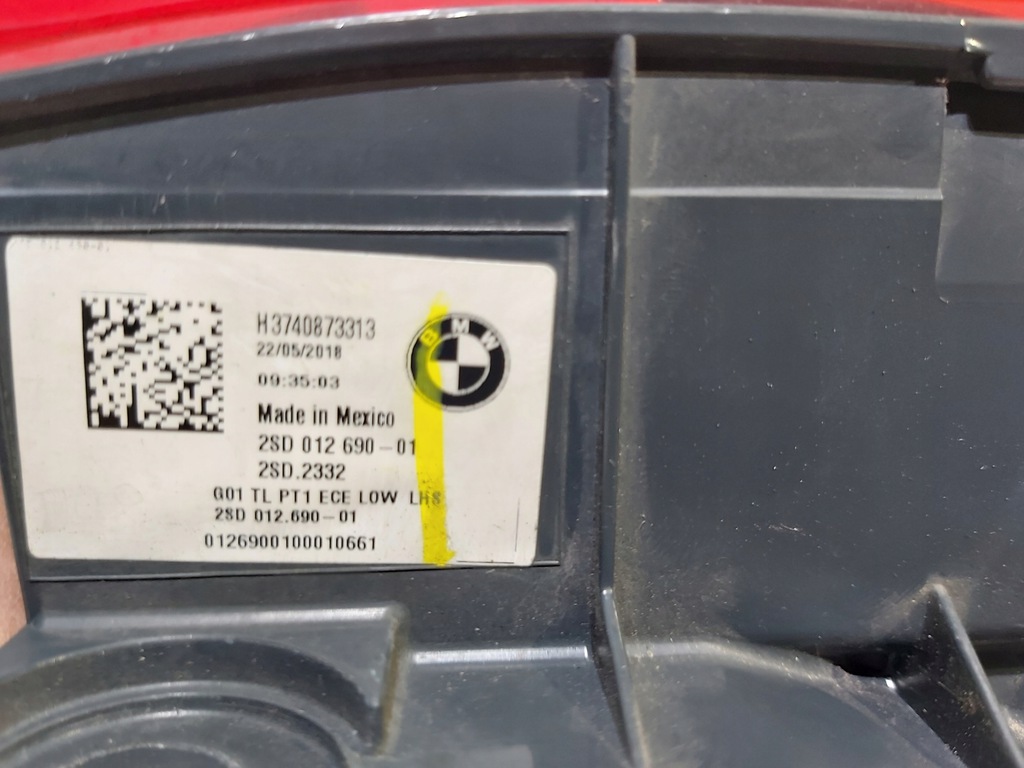 H3740873313
22/05/2018
09:35:03
BMW
Made in Mexico
2SD 012 690-01
2SD.2332
G01 TL PT1 ECE LOW LHS
2SD 012.690-01
0126900100010661